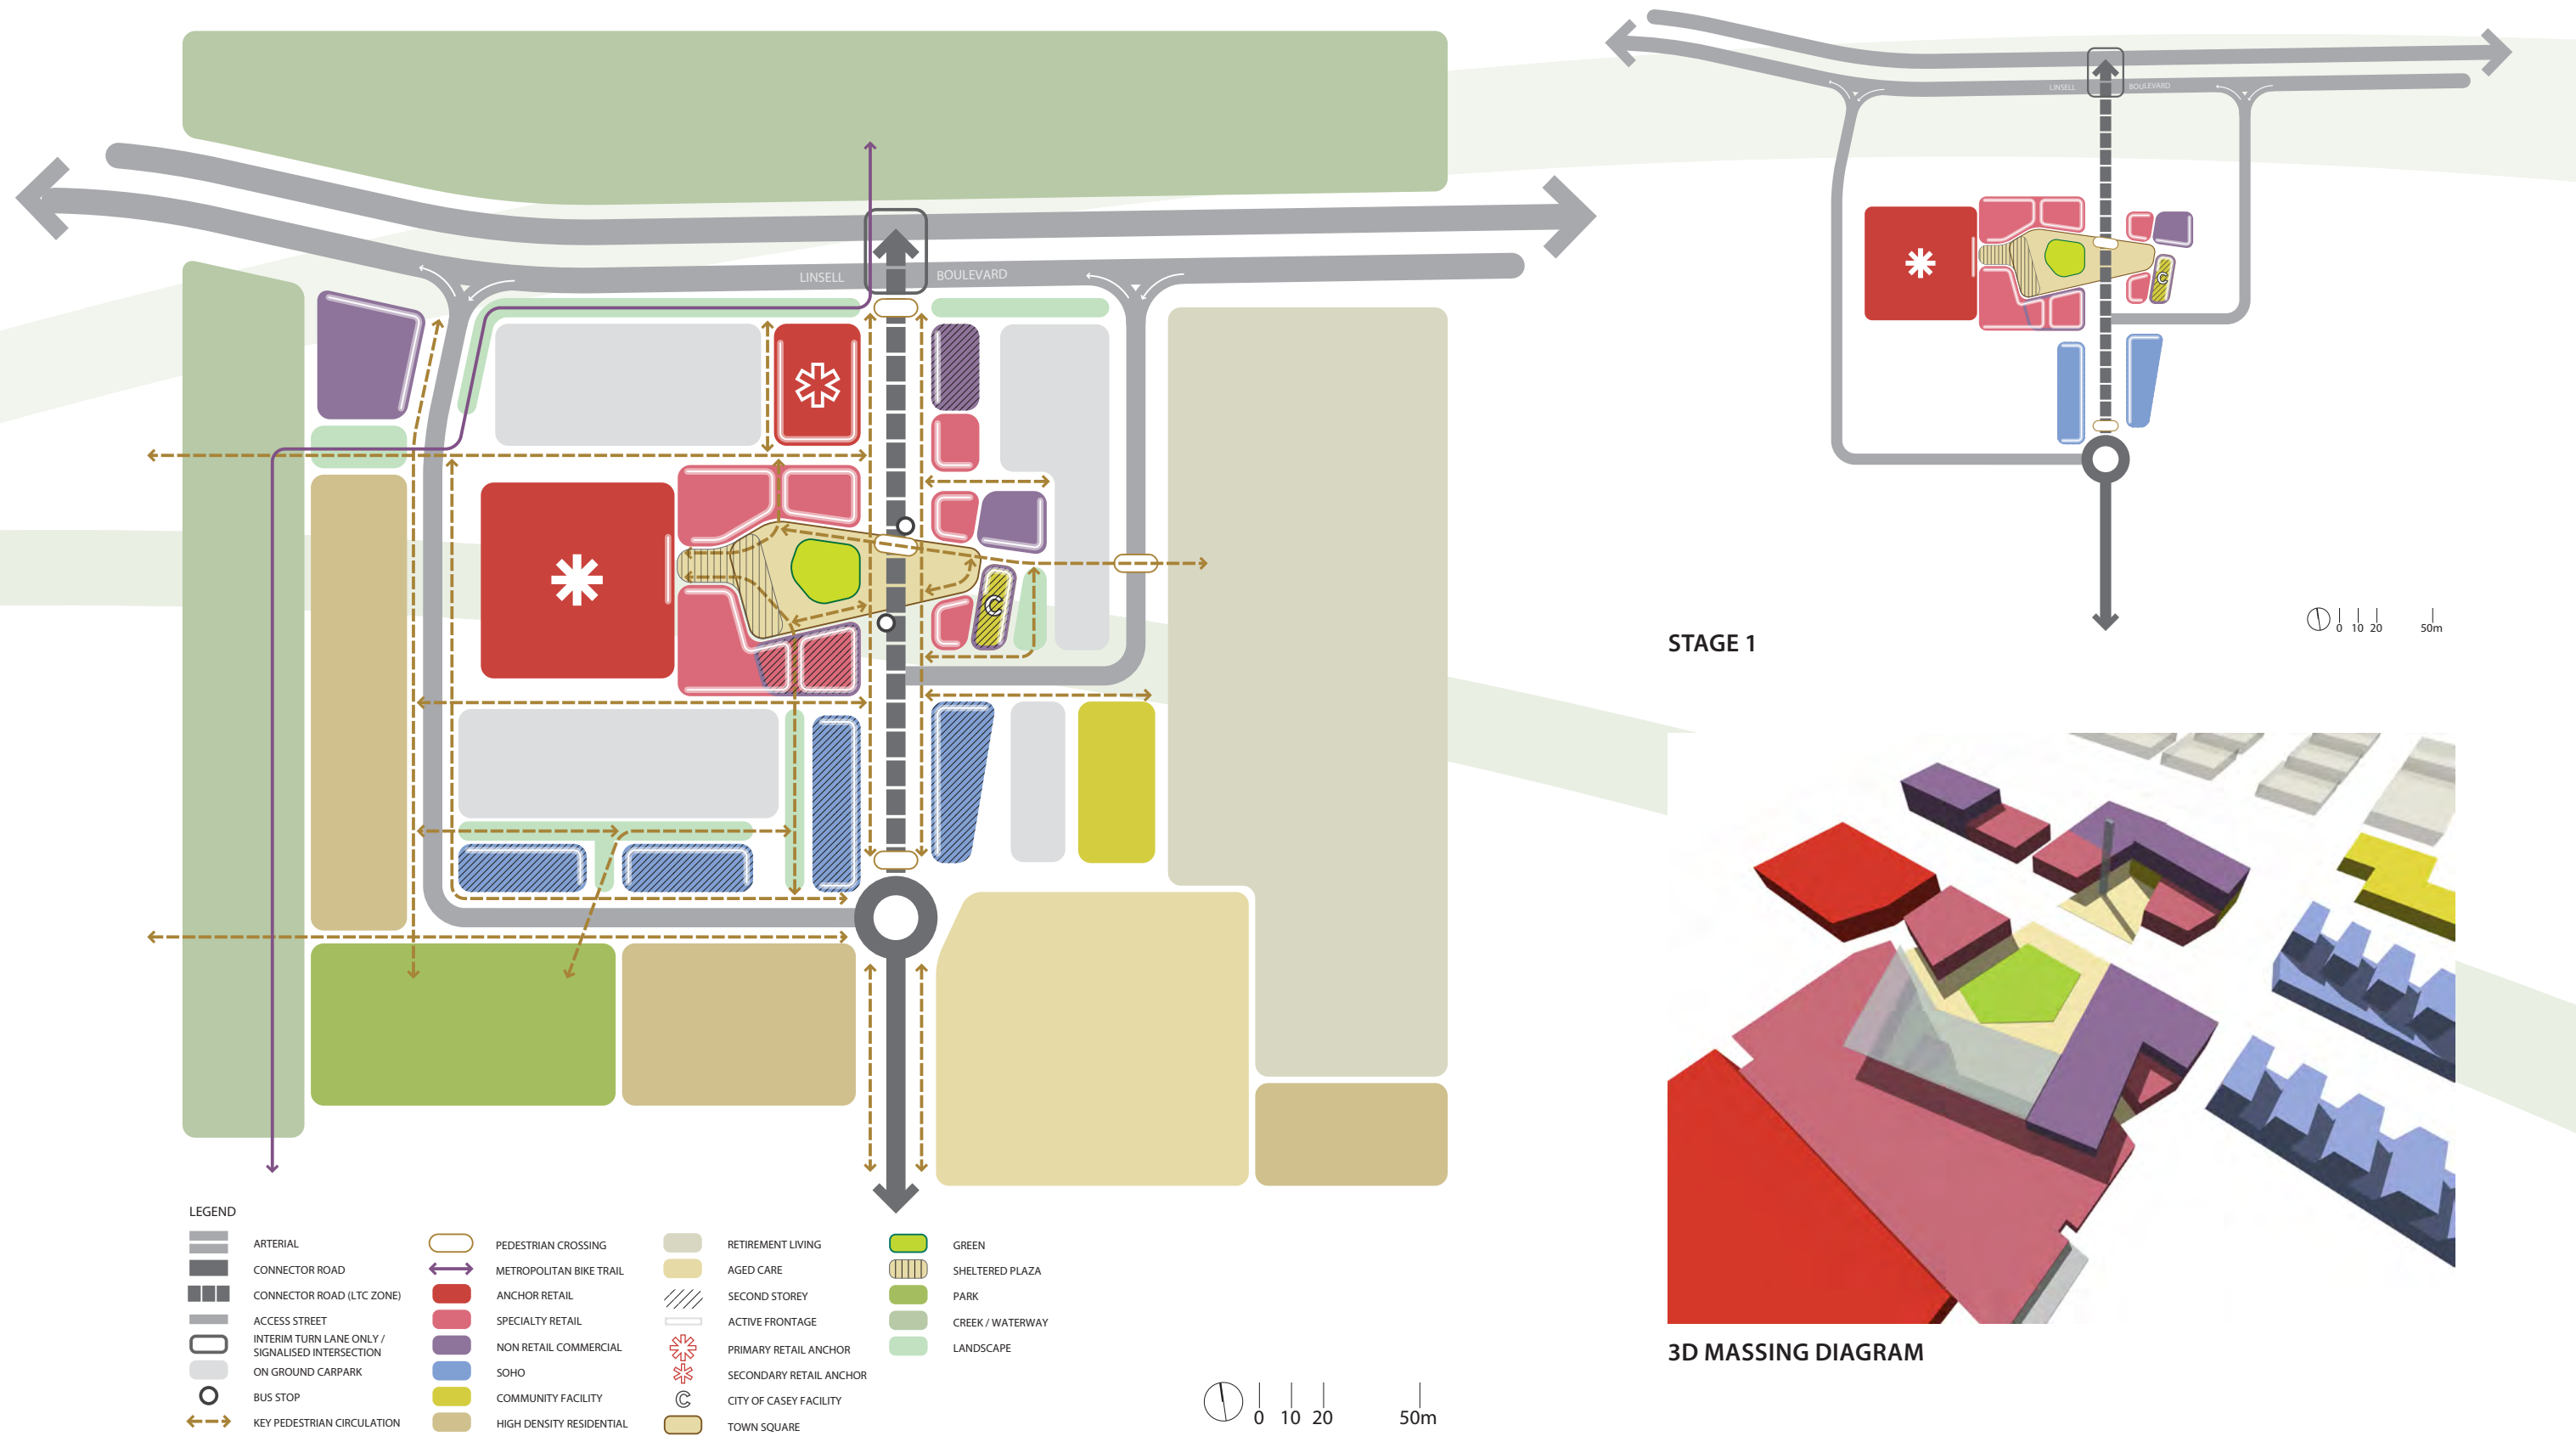 LINSELL BOULEVARD
C
LEGEND
ARTERIAL
CONNECTOR ROAD
CONNECTOR ROAD (LTC ZONE)
ACCESS STREET
INTERIM TURN LANE ONLY /
SIGNALISED INTERSECTION
ON GROUND CARPARK
BUS STOP
KEY PEDESTRIAN CIRCULATION
PEDESTRIAN CROSSING
METROPOLITAN BIKE TRAIL
ANCHOR RETAIL
SPECIALTY RETAIL
NON RETAIL COMMERCIAL
SOHO
COMMUNITY FACILITY
HIGH DENSITY RESIDENTIAL
RETIREMENT LIVING
AGED CARE
SECOND STOREY
ACTIVE FRONTAGE
PRIMARY RETAIL ANCHOR
SECONDARY RETAIL ANCHOR
C CITY OF CASEY FACILITY
TOWN SQUARE
GREEN
SHELTERED PLAZA
PARK
CREEK / WATERWAY
LANDSCAPE
0 10 20 50m
LINSELL BOULEVARD
C
0 10 20 50m
STAGE 1
3D MASSING DIAGRAM